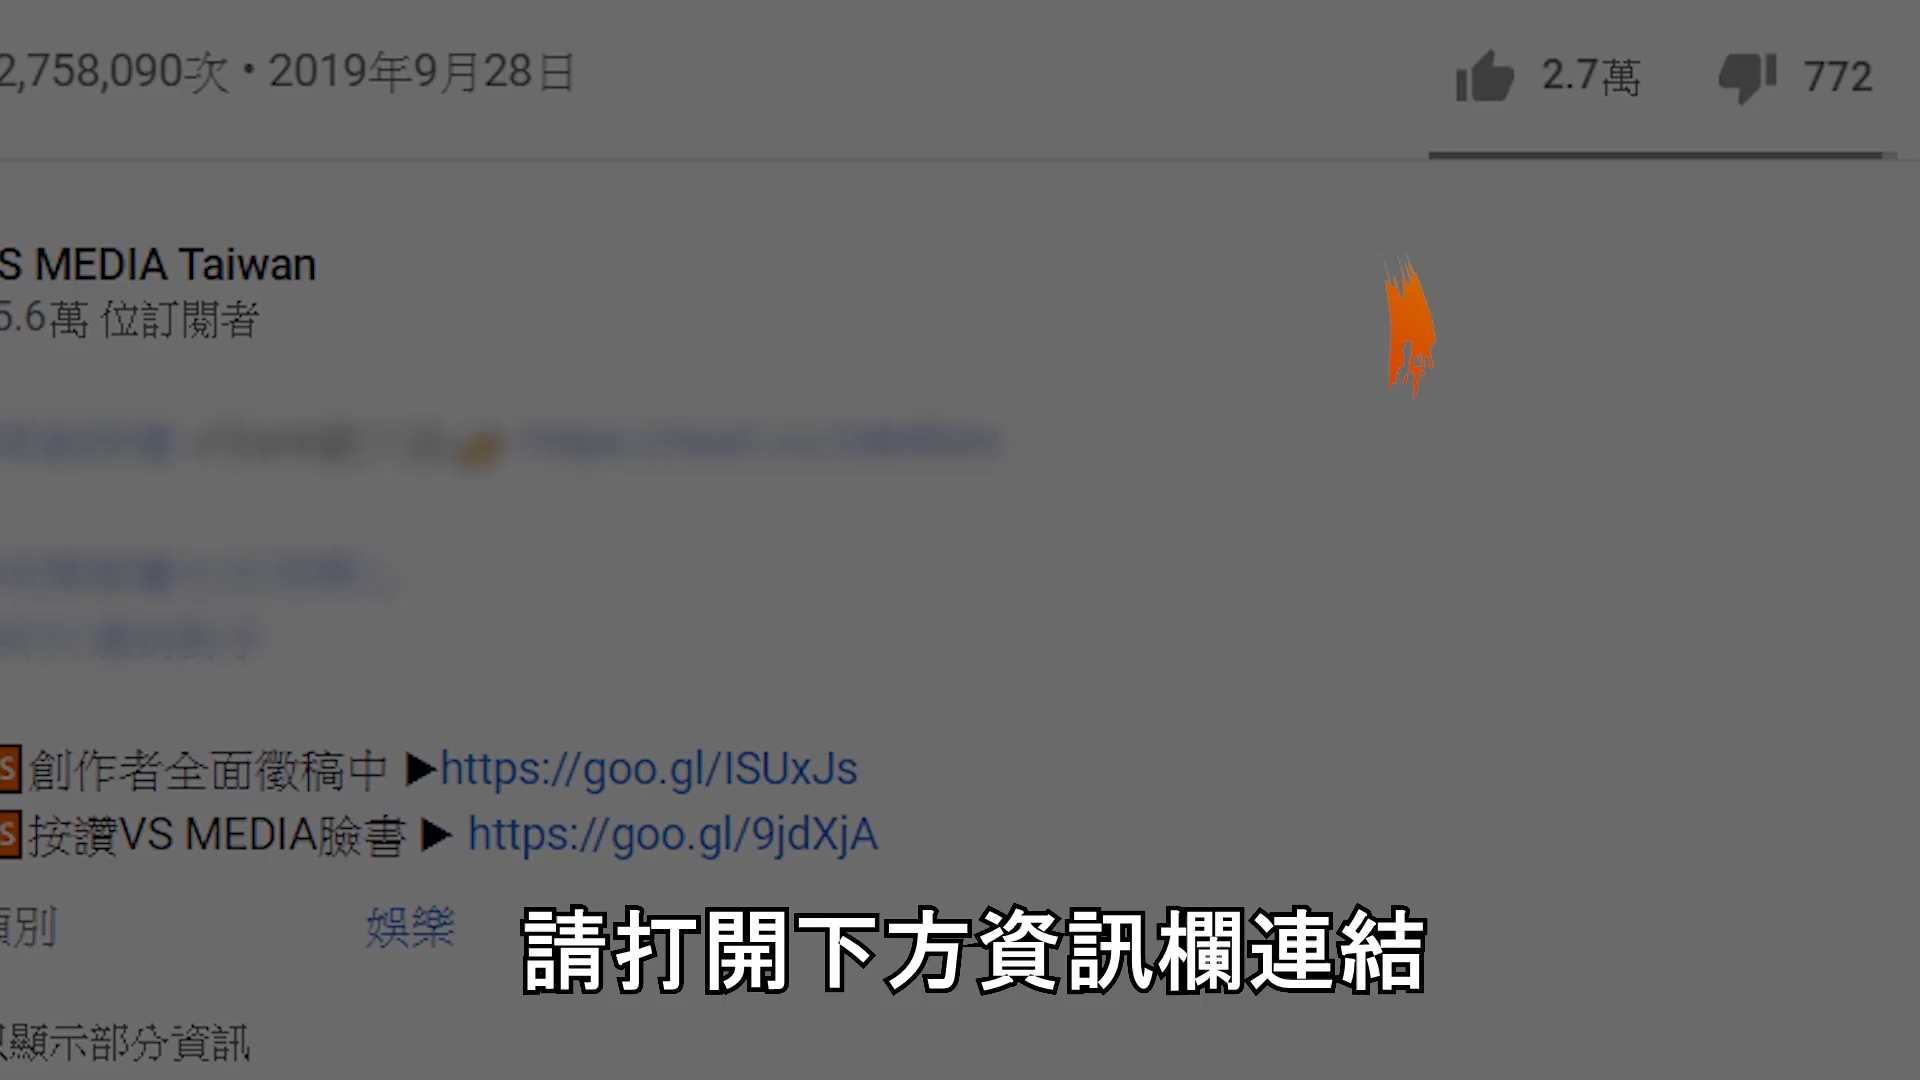 2,758,090次 • 2019年9月28日
2.7萬
772
S MEDIA Taiwan
5.6萬 位訂閱者
S創作者全面徵稿中 ▶https://goo.gl/ISUxJs
S按讚VS MEDIA臉書 ▶ https://goo.gl/9jdXjA
類別 娛樂
請打開下方資訊欄連結
只顯示部分資訊